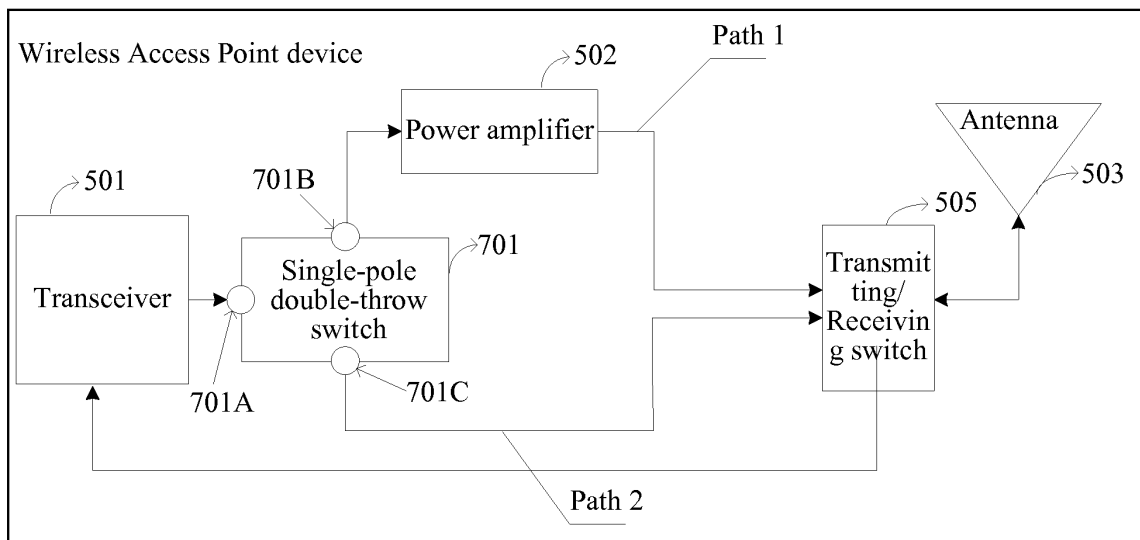 Path 1
Wireless Access Point device
502
Power amplifier
Antenna
503
501
701B
505
701
Transceiver
Single-pole
double-throw
switch
Transmit
ting/
Receivin
g switch
701A
701C
Path 2